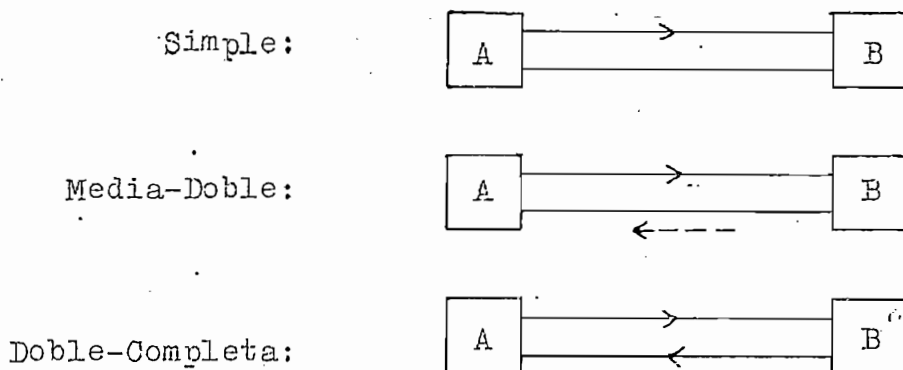 Simple:
A B
Media-Doble:
A B
Doble-Completa:
A B